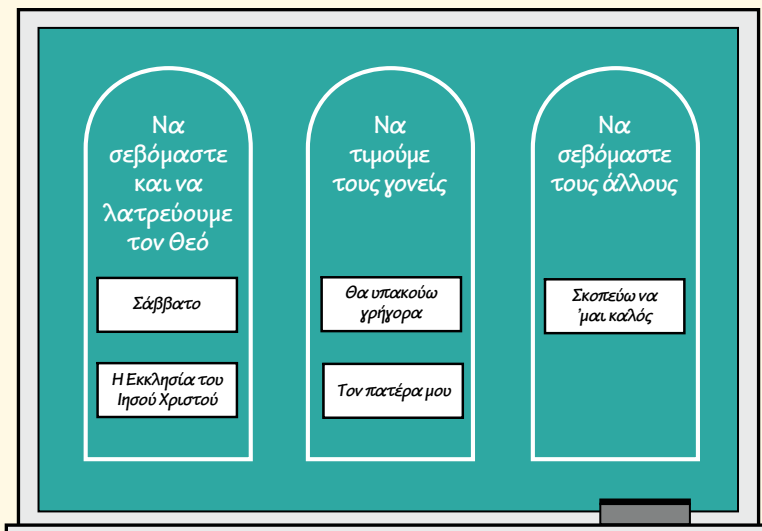 Να
σεβόμαστε
και να
λατρεύουμε
τον Θεό
Σάββατο
Η Εκκλησία του
Ιησού Χριστού
Να
τιμούμε
τους γονείς
Θα υπακούω
γρήγορα
Τον πατέρα μου
Να
σεβόμαστε
τους άλλους
Σκοπεύω να
'μαι καλός